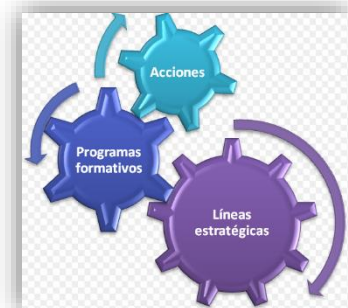 Acciones
Programas
formativos
Líneas
estratégicas